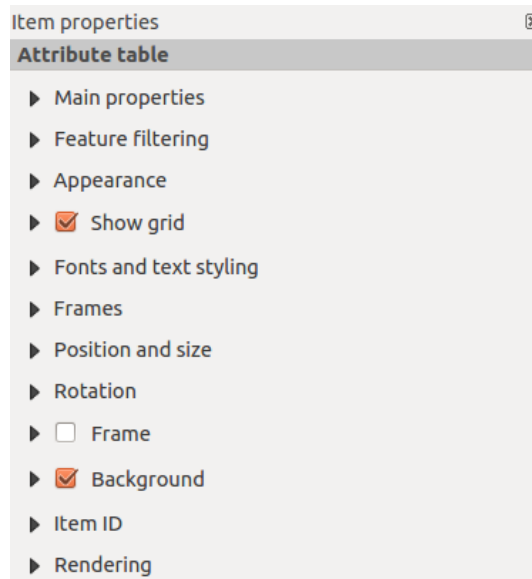 Item properties
Attribute table
Main properties
Feature filtering
Appearance
Show grid
Fonts and text styling
Frames
Position and size
Rotation
Frame
Background
Item ID
Rendering